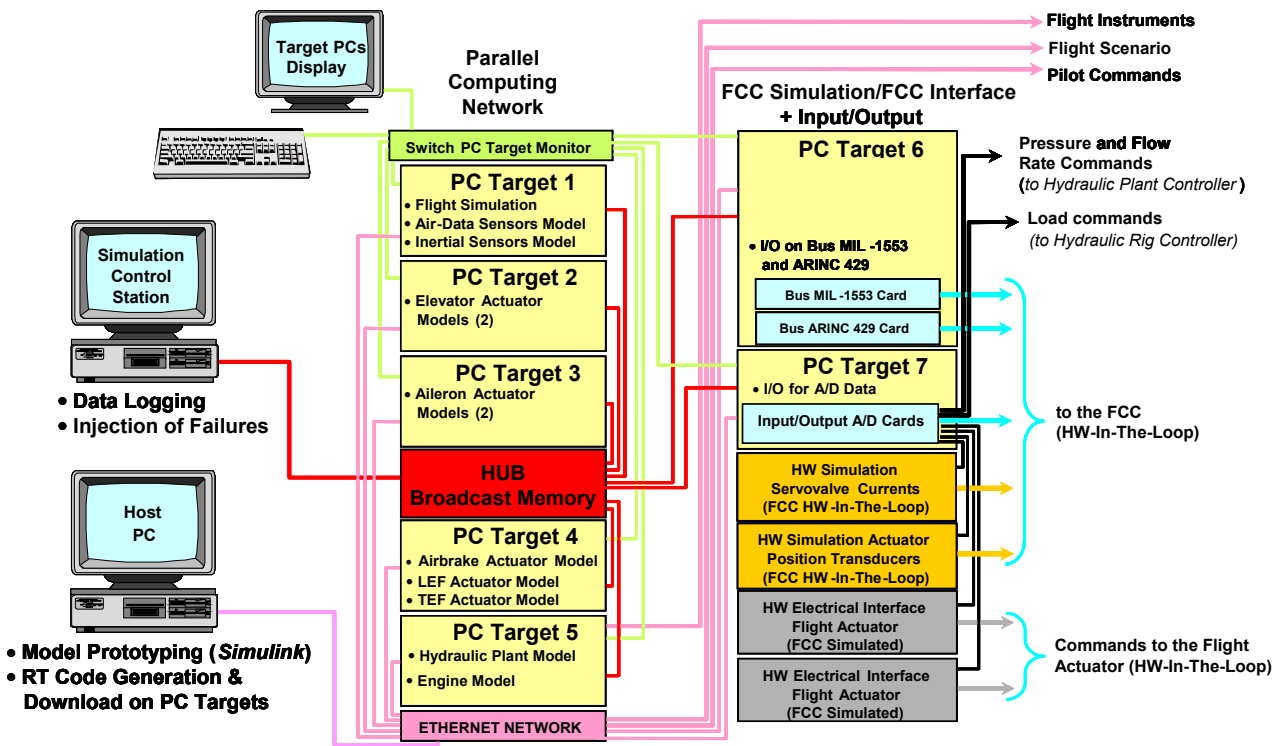 Target PCs
Display
Parallel
Computing
Network
Flight Instruments
Flight Scenario
Pilot Commands
FCC Simulation/FCC Interface
+ Input/Output
Switch PC Target Monitor
PC Target 1
• Flight Simulation
• Air-Data Sensors Model
• Inertial Sensors Model
PC Target 2
• Elevator Actuator
Models (2)
PC Target 3
• Aileron Actuator
Models (2)
HUB
Broadcast Memory
PC Target 4
• Airbrake Actuator Model
• LEF Actuator Model
• TEF Actuator Model
PC Target 5
• Hydraulic Plant Model
• Engine Model
ETHERNET NETWORK
Simulation
Control
Station
• Data Logging
• Injection of Failures
Host
PC
• Model Prototyping (Simulink)
• RT Code Generation &
Download on PC Targets
PC Target 6
• I/O on Bus MIL -1553
and ARINC 429
Bus MIL -1553 Card
Bus ARINC 429 Card
PC Target 7
• I/O for A/D Data
Input/Output A/D Cards
HW Simulation
Servovalve Currents
(FCC HW -In-The-Loop)
HW Simulation Actuator
Position Transducers
(FCC HW -In-The-Loop)
HW Electrical Interface
Flight Actuator
(FCC Simulated)
HW Electrical Interface
Flight Actuator
(FCC Simulated)
Pressure and Flow
Rate Commands
(to Hydraulic Plant Controller )
Load commands
(to Hydraulic Rig Controller)
to the FCC
(HW-In-The-Loop)
Commands to the Flight
Actuator (HW-In-The-Loop)